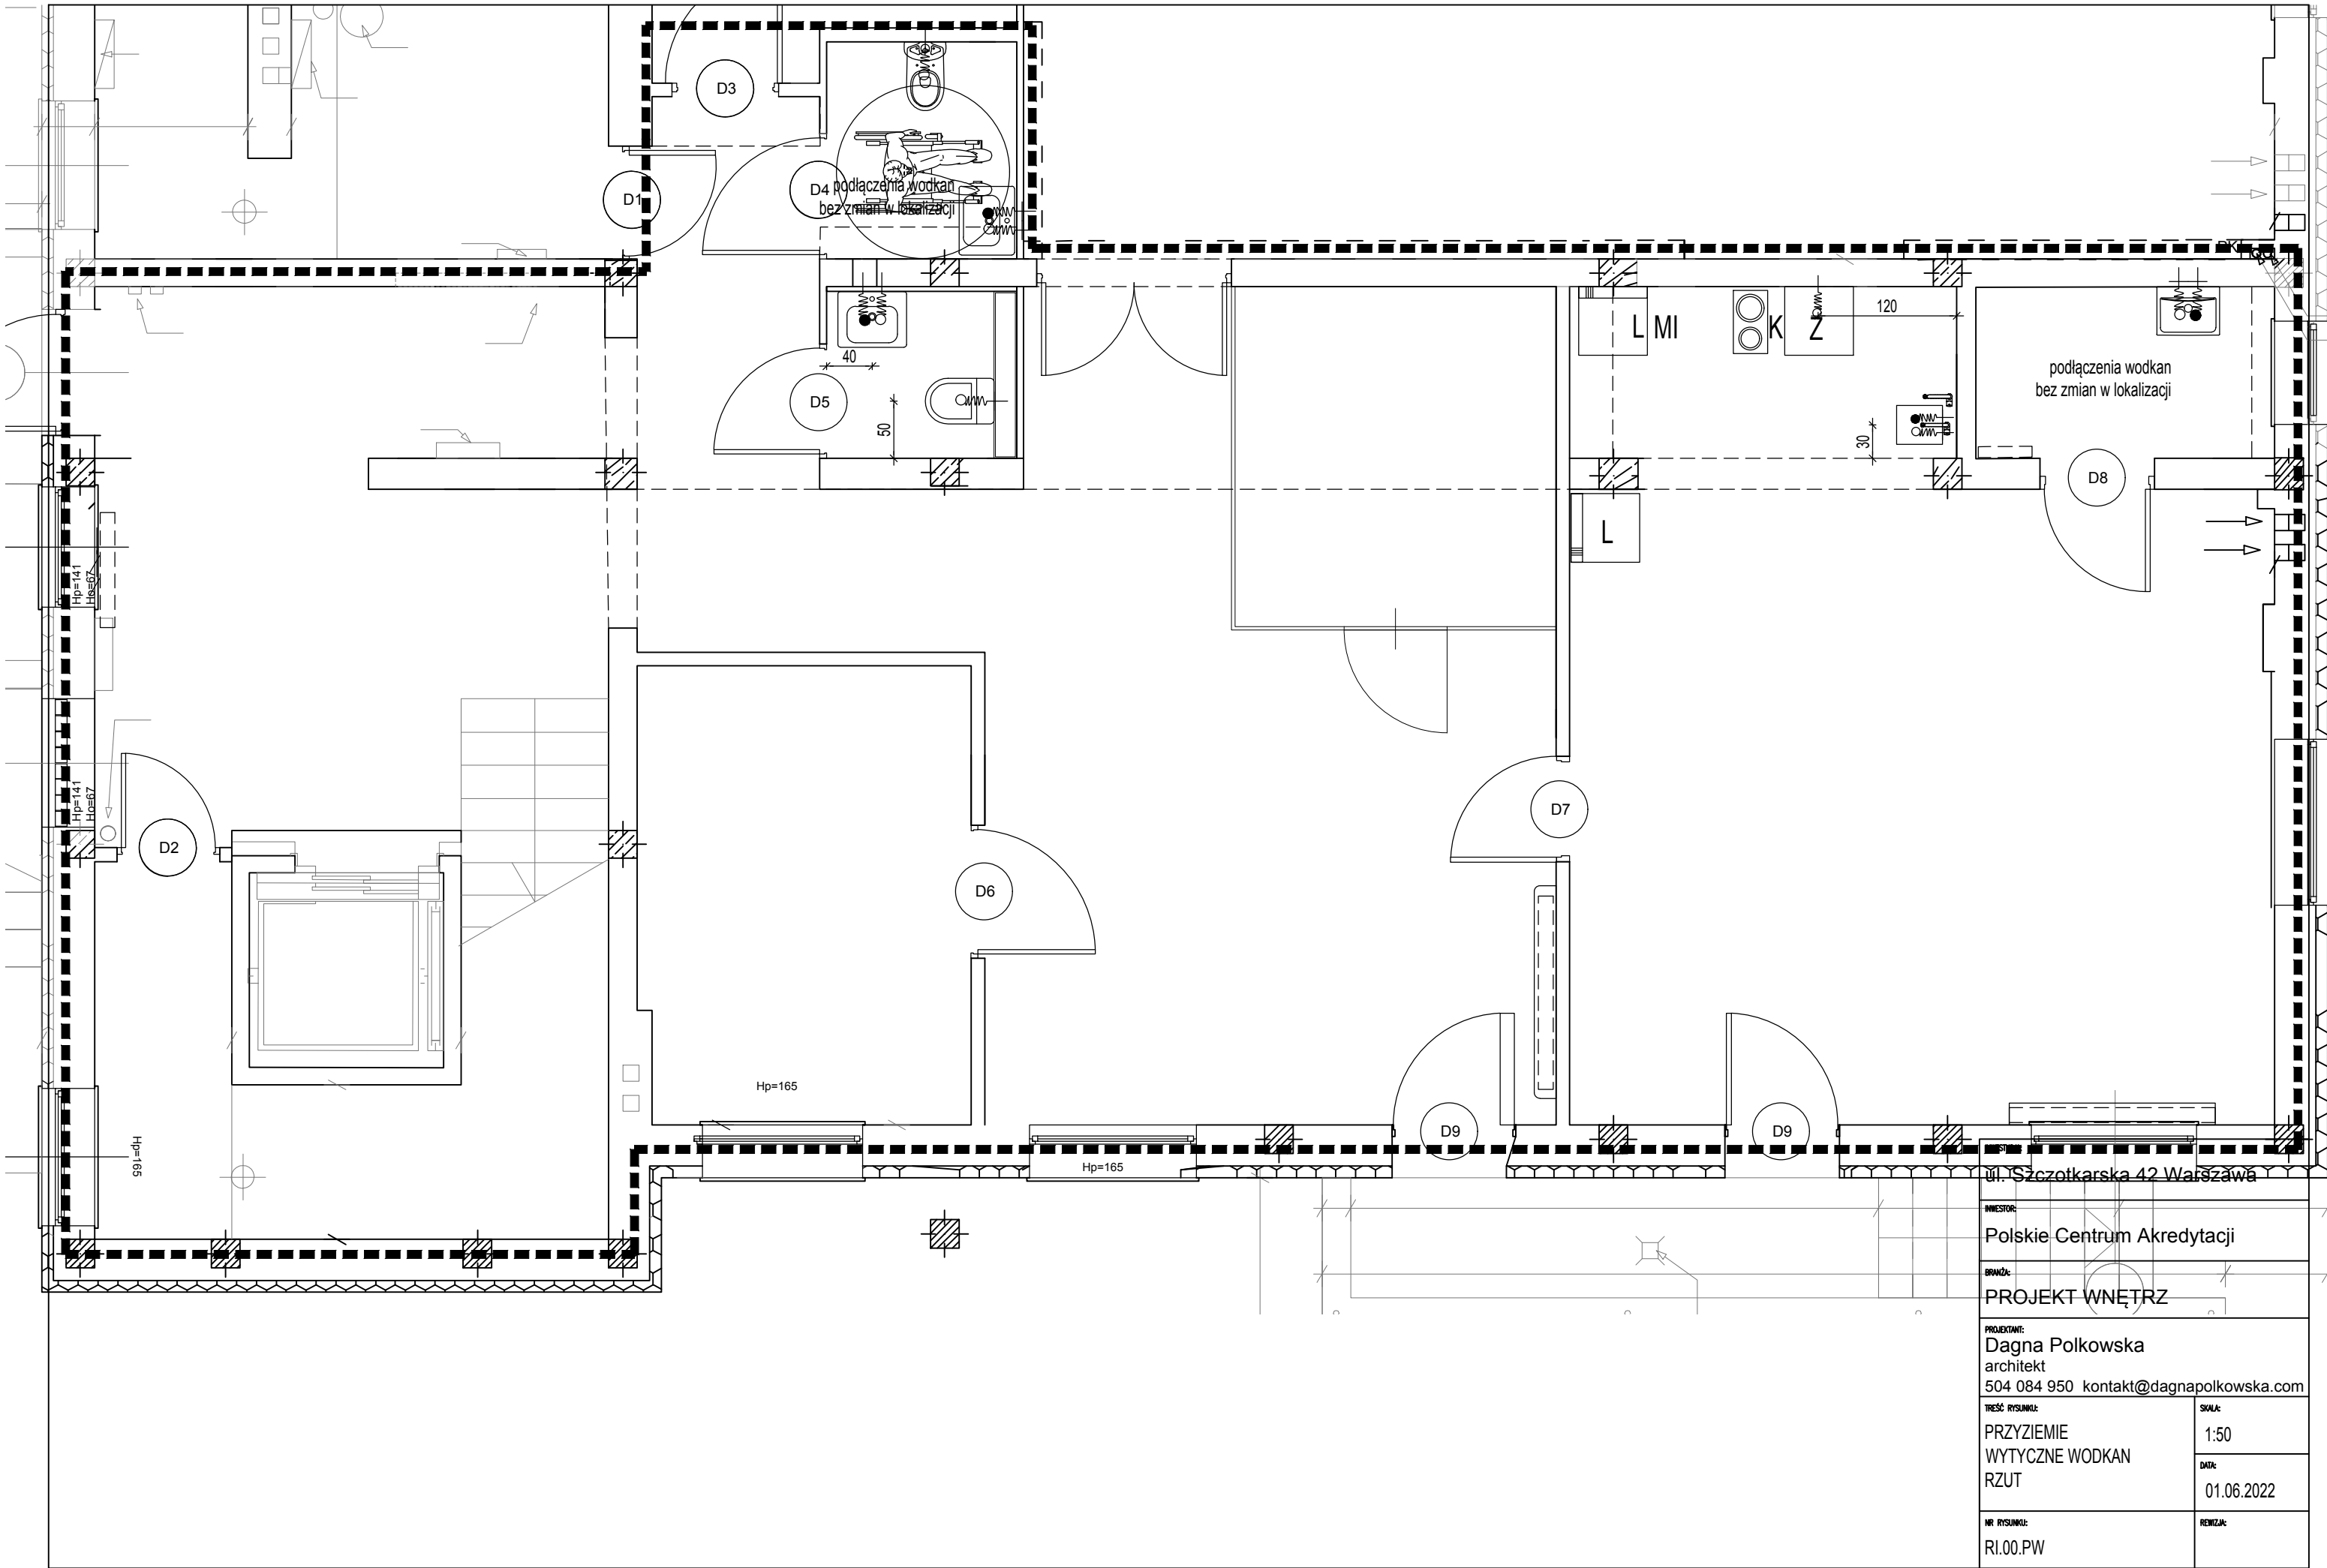 D3
D1
D4
podłączenia wodkan
bez zmian w lokalizacji
L
MI
K
Z
120
podłączenia wodkan
bez zmian w lokalizacji
40
D5
50
30
D8
L
Hp=141
Ho=67
Hp=141
Ho=67
D2
D7
D6
Hp=165
Hp=165
Hp=165
D9
D9
ul. Szczotkarska 42 Warszawa
INWESTOR:
Polskie Centrum Akredytacji
BRANŻA:
PROJEKT WNĘTRZ
PROJEKTANT:
Dagna Polkowska
architekt
504 084 950 kontakt@dagnapolkowska.com
TREŚĆ RYSUNKU:
PRZYZIEMIE
WYTYCZNE WODKAN
RZUT
SKALA:
1:50
DATA:
01.06.2022
NR RYSUNKU:
RI.00.PW
REWIZJA: